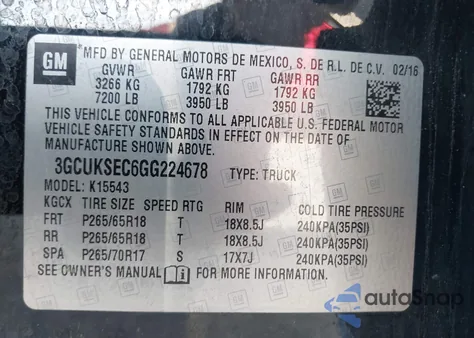 GM
*MFD BY GENERAL MOTORS DE MEXICO, S. DE R.L. DE C.V. 02/16
GVWR GAWR FRT GAWR RR
3266 KG 1792 KG 1792 KG
7200 LB 3950 LB 3950 LB
THIS VEHICLE CONFORMS TO ALL APPLICABLE U.S. FEDERAL MOTOR
VEHICLE SAFETY AND THEFT PREVENTION STANDARDS IN EFFECT
ON THE DATE OF MANUFACTURE SHOWN ABOVE.
3GCUKSEC6GG224678 TYPE: TRUCK
MODEL: K15543
KGCX TIRE SIZE SPEED RTG RIM COLD TIRE PRESSURE
FRT P265/65R18 T 18X8.5J 240KPA(35PSI)
RR P265/65R18 T 18X8.5J 240KPA(35PSI)
SPA P265/70R17 S 17X7J 240KPA(35PSI)
SEE OWNER'S MANUAL FOR MORE INFORMATION
autoSnap